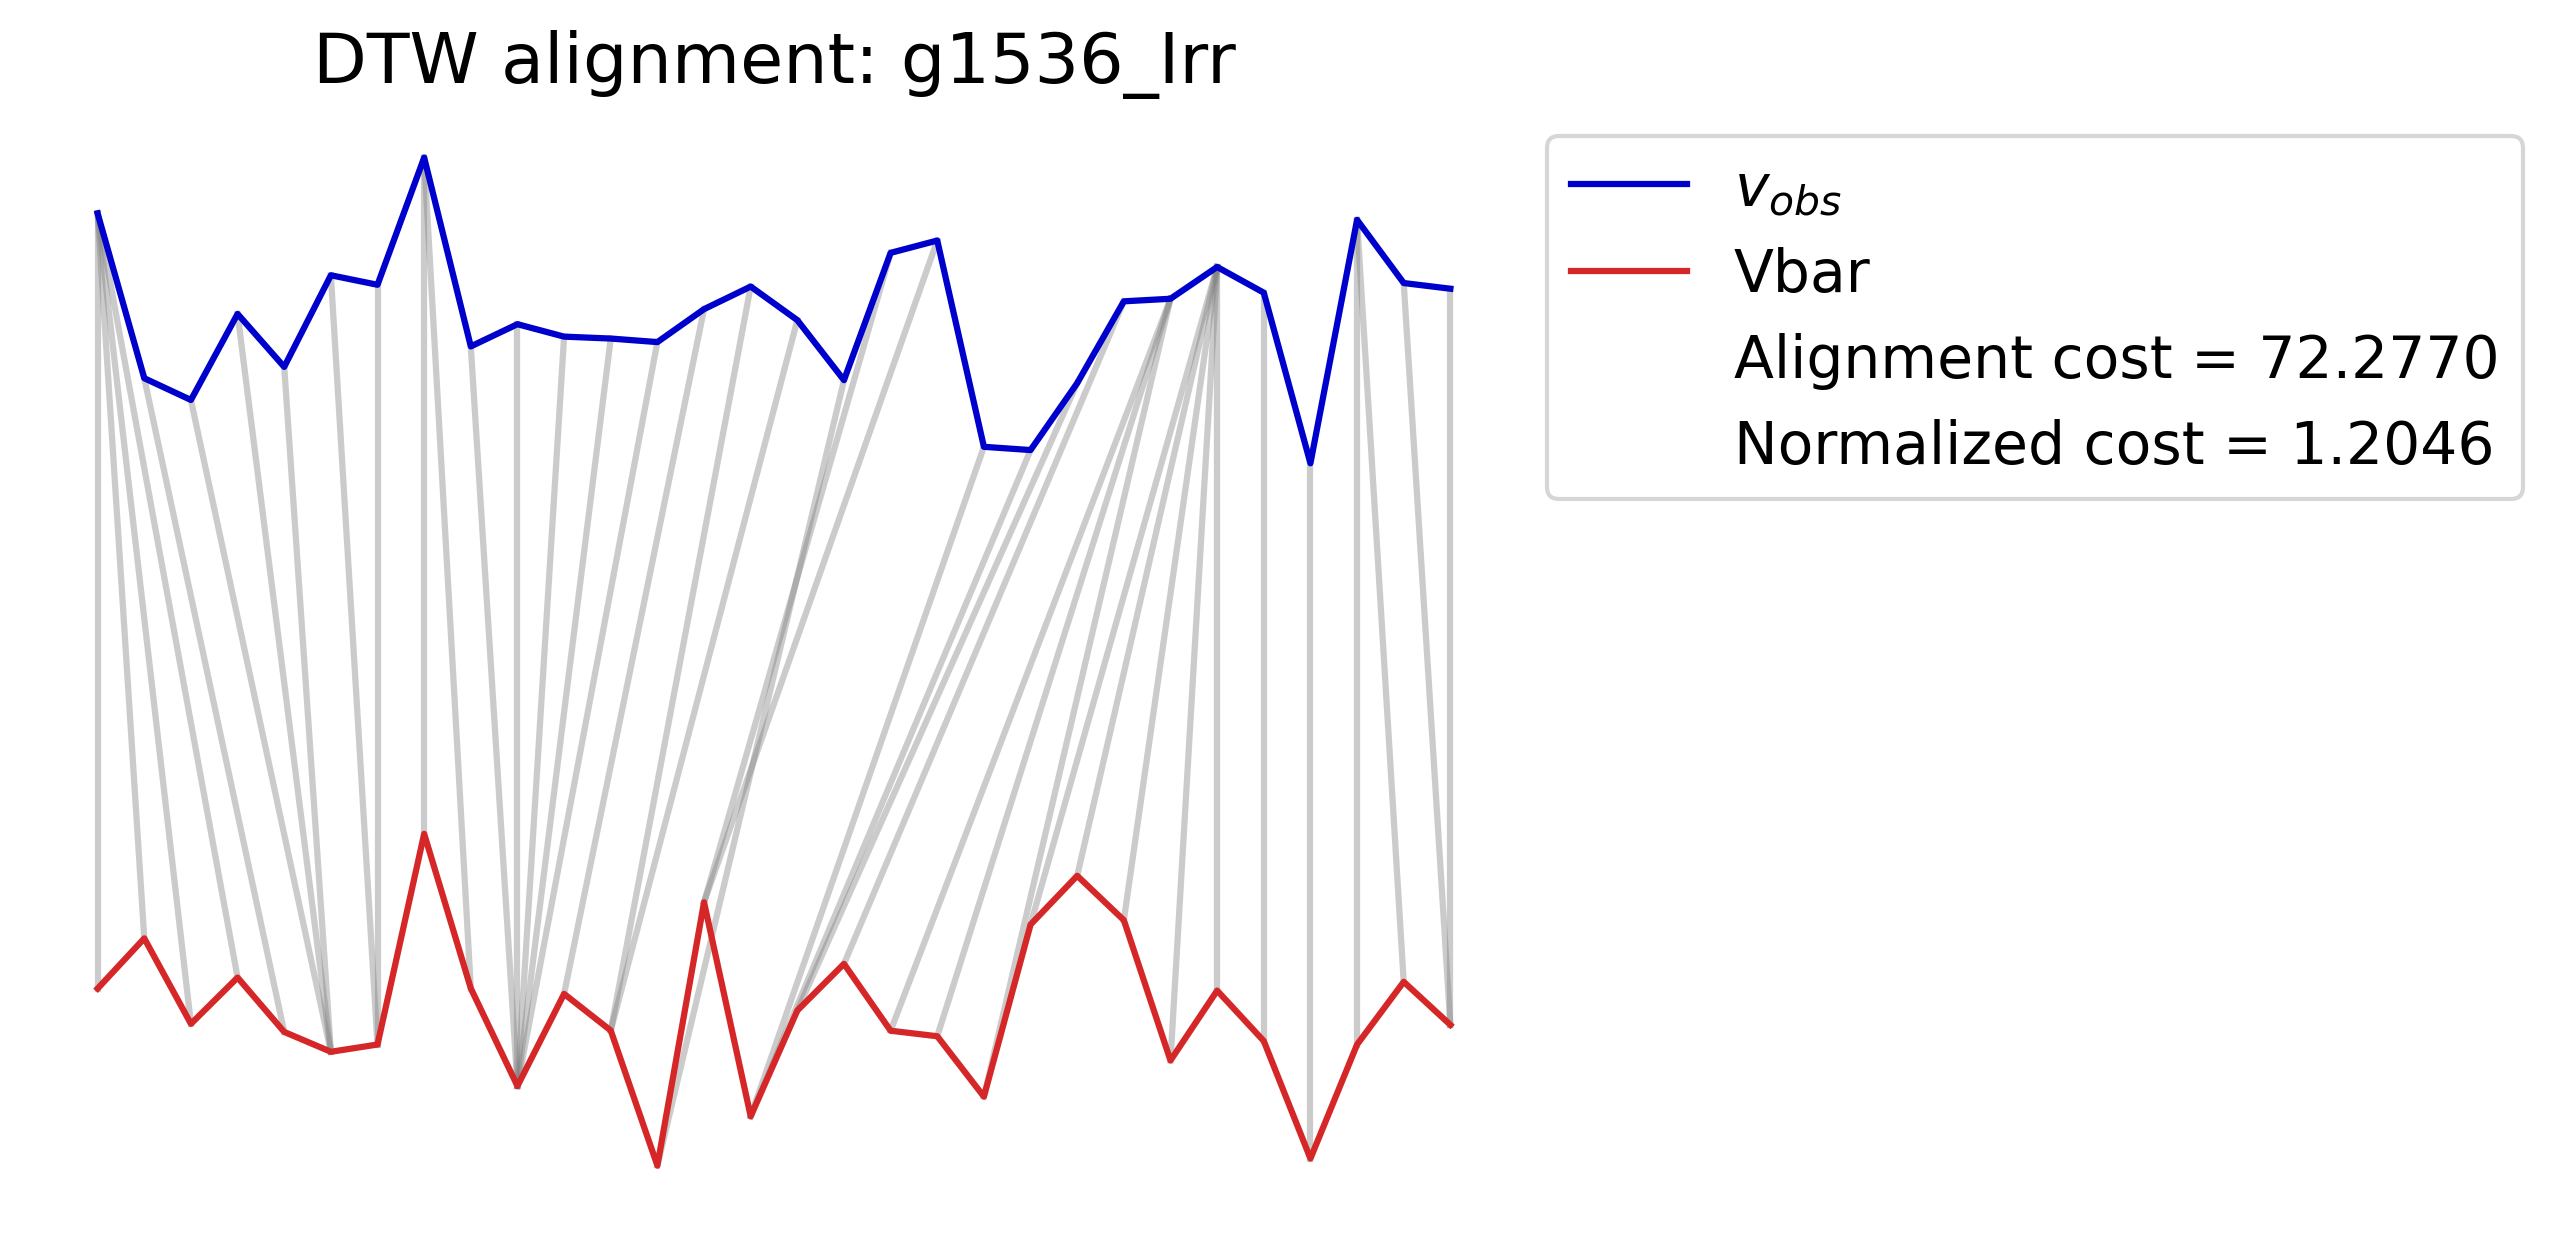 DTW alignment: g1536_Irr
v_obs
Vbar
Alignment cost = 72.2770
Normalized cost = 1.2046